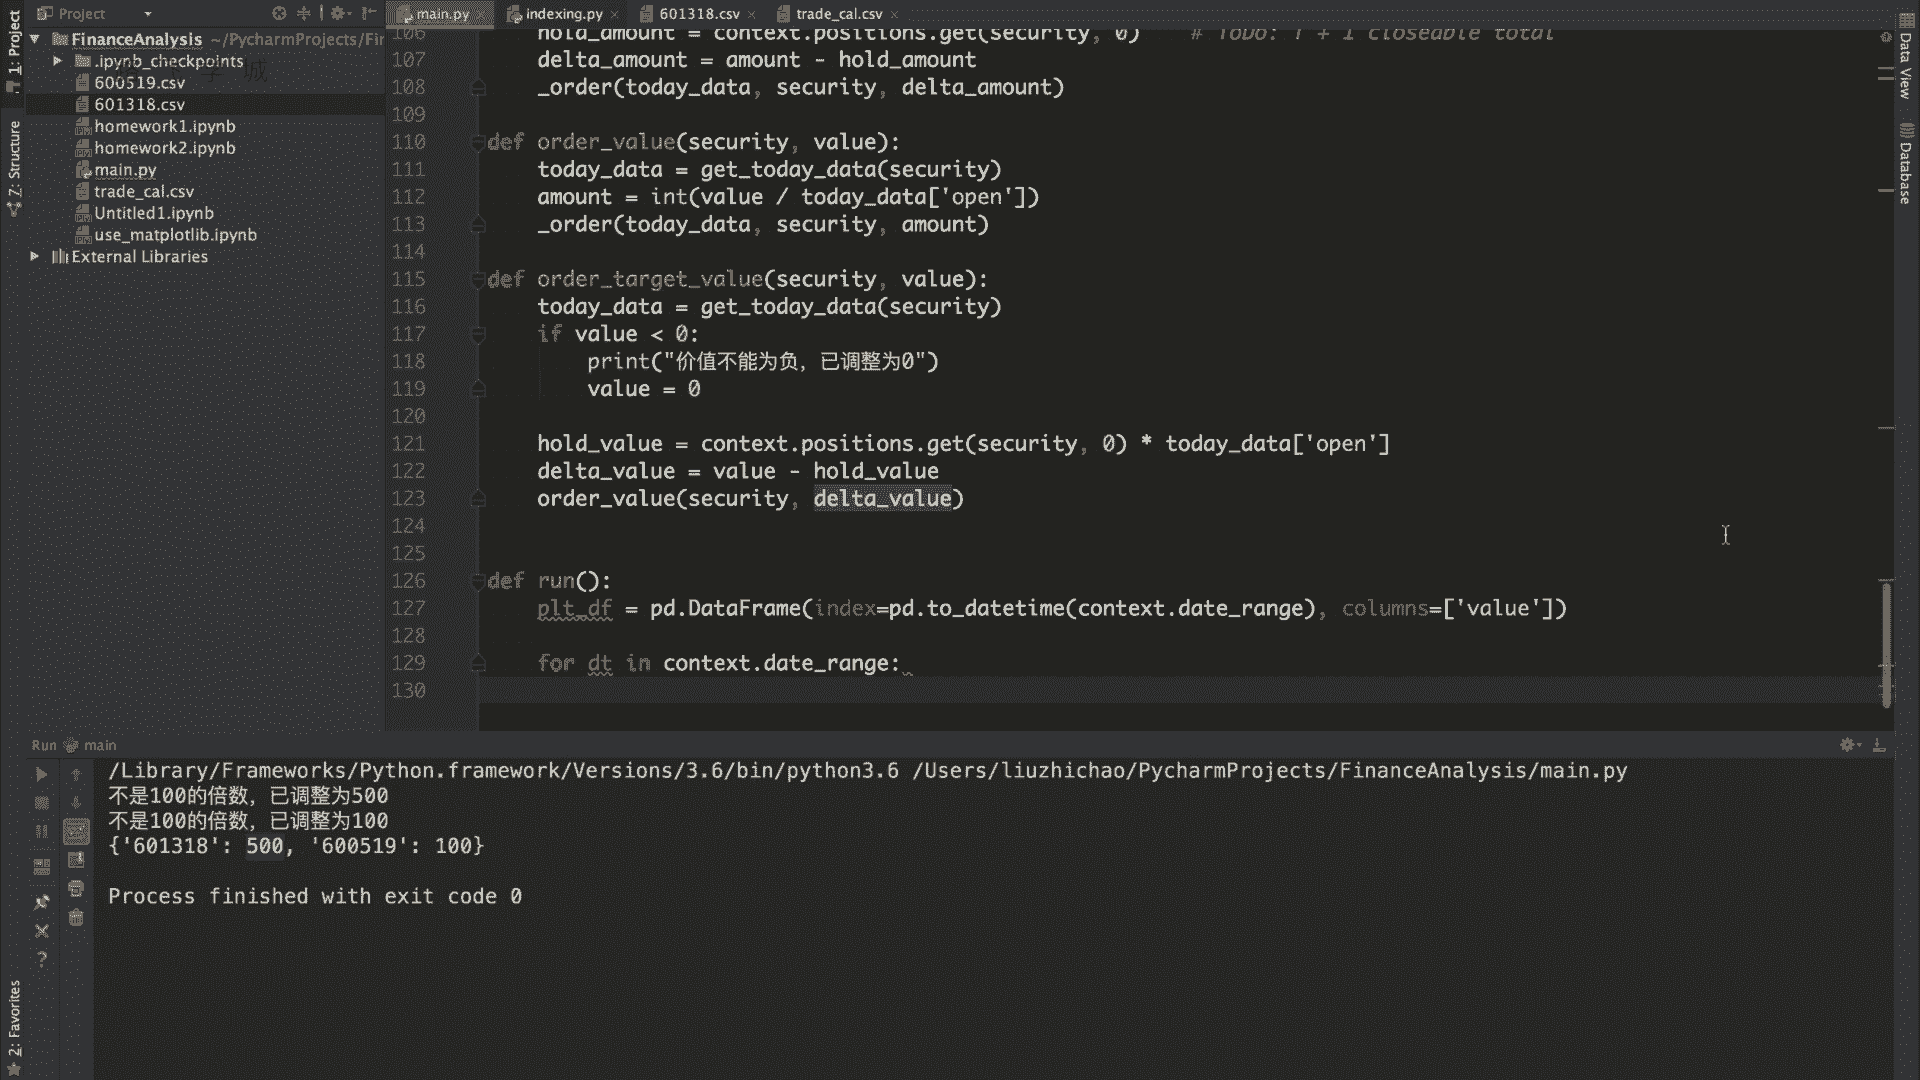 Project
main.py
indexing.py
601318.csv
trade_cal.csv
1: Project
7: Structure
2: Favorites
Data View
Database
FinanceAnalysis ~/PycharmProjects/Fir
.ipynb_checkpoints
600519.csv
601318.csv
homework1.ipynb
homework2.ipynb
main.py
trade_cal.csv
Untitled1.ipynb
use_matplotlib.ipynb
External Libraries
106 hold_amount = context.positions.get(security, 0) # ToDo: T + 1 closeable total
107 delta_amount = amount - hold_amount
108 _order(today_data, security, delta_amount)
109
110 def order_value(security, value):
111 today_data = get_today_data(security)
112 amount = int(value / today_data['open'])
113 _order(today_data, security, amount)
114
115 def order_target_value(security, value):
116 today_data = get_today_data(security)
117 if value < 0:
118 print("价值不能为负，已调整为0")
119 value = 0
120
121 hold_value = context.positions.get(security, 0) * today_data['open']
122 delta_value = value - hold_value
123 order_value(security, delta_value)
124
125
126 def run():
127 plt_df = pd.DataFrame(index=pd.to_datetime(context.date_range), columns=['value'])
128
129 for dt in context.date_range:
130
Run main
/Library/Frameworks/Python.framework/Versions/3.6/bin/python3.6 /Users/liuzhichao/PycharmProjects/FinanceAnalysis/main.py
不是100的倍数，已调整为500
不是100的倍数，已调整为100
{'601318': 500, '600519': 100}
Process finished with exit code 0